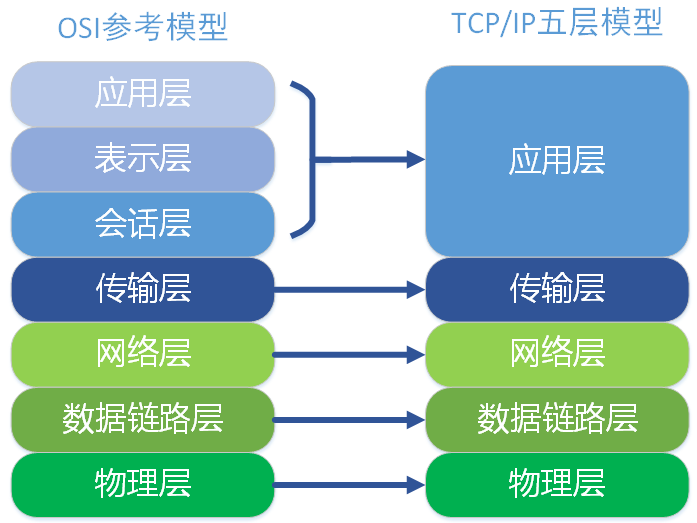 OSI参考模型
TCP/IP五层模型
应用层
表示层
会话层
传输层
网络层
数据链路层
物理层
应用层
传输层
网络层
数据链路层
物理层